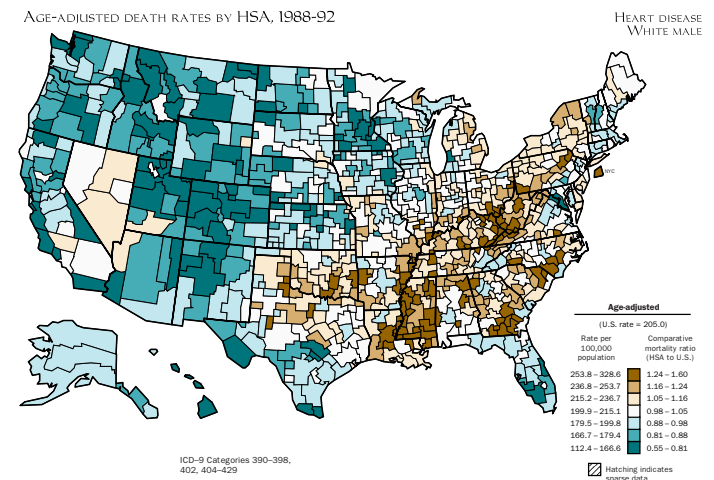 Age-adjusted death rates by HSA, 1988-92
Heart disease
White male
NYC
Age-adjusted
(U.S. rate = 205.0)
Rate per 100,000 population
Comparative mortality ratio (HSA to U.S.)
253.8 – 328.6 1.24 – 1.60
236.8 – 253.7 1.16 – 1.24
215.2 – 236.7 1.05 – 1.16
199.9 – 215.1 0.98 – 1.05
179.5 – 199.8 0.88 – 0.98
166.7 – 179.4 0.81 – 0.88
112.4 – 166.6 0.55 – 0.81
Hatching indicates
sparse data
ICD–9 Categories 390–398,
402, 404–429